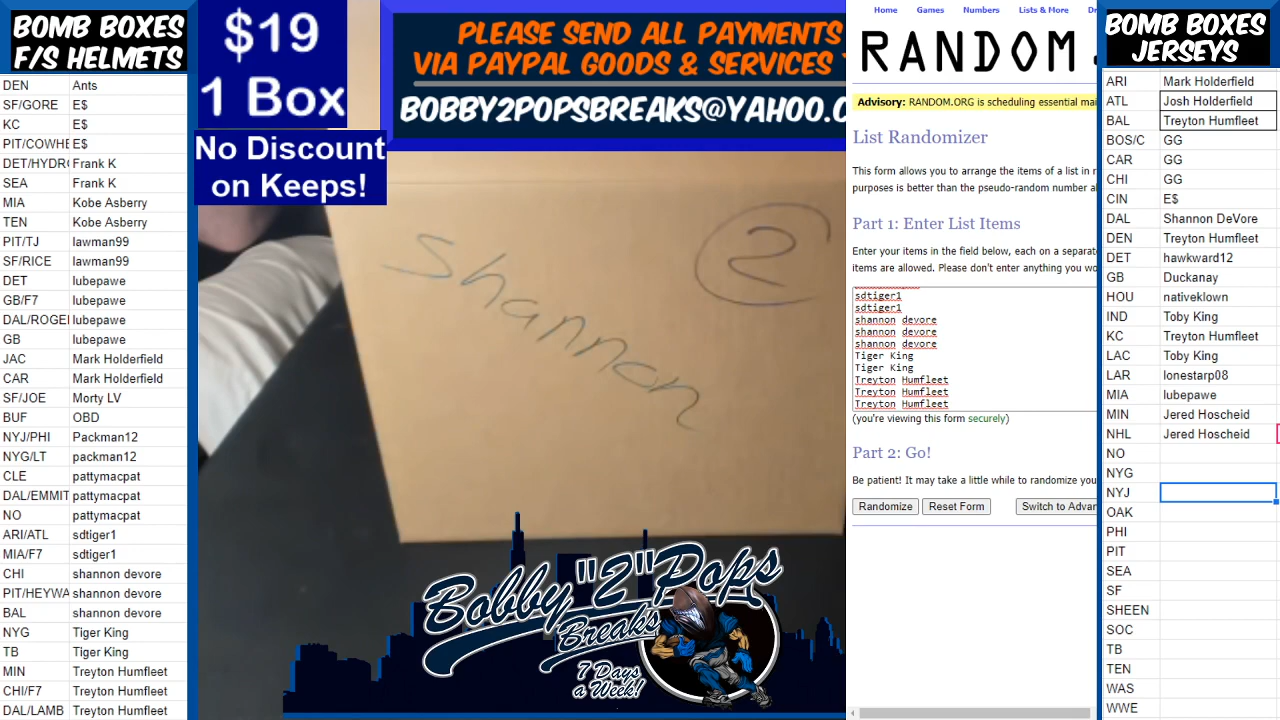 BOMB BOXES
F/S HELMETS
DEN Ants
SF/GORE E$
KC E$
PIT/COWHE E$
DET/HYDR Frank K
SEA Frank K
MIA Kobe Asberry
TEN Kobe Asberry
PIT/TJ lawman99
SF/RICE lawman99
DET lubepawe
GB/F7 lubepawe
DAL/ROGE lubepawe
GB lubepawe
JAC Mark Holderfield
CAR Mark Holderfield
SF/JOE Morty LV
BUF OBD
NYJ/PHI Packman12
NYG/LT packman12
CLE pattymacpat
DAL/EMMIT pattymacpat
NO pattymacpat
ARI/ATL sdtiger1
MIA/F7 sdtiger1
CHI shannon devore
PIT/HEYWA shannon devore
BAL shannon devore
NYG Tiger King
TB Tiger King
MIN Treyton Humfleet
CHI/F7 Treyton Humfleet
DAL/LAMB Treyton Humfleet
$19
1 Box
No Discount
on Keeps!
PLEASE SEND ALL PAYMENTS
VIA PAYPAL GOODS & SERVICES
BOBBY2POPSBREAKS@YAHOO.C
Shannon
2
Bobby "2" Pops
Breaks
7 Days
a Week!
Home Games Numbers Lists & More Dr
RANDOM.
Advisory: RANDOM.ORG is scheduling essential mai
List Randomizer
This form allows you to arrange the items of a list in r
purposes is better than the pseudo-random number a
Part 1: Enter List Items
Enter your items in the field below, each on a separat
items are allowed. Please don't enter anything you wo
sdtiger1
sdtiger1
shannon devore
shannon devore
shannon devore
Tiger King
Tiger King
Treyton Humfleet
Treyton Humfleet
Treyton Humfleet
(you're viewing this form securely)
Part 2: Go!
Be patient! It may take a little while to randomize you
Randomize Reset Form Switch to Advan
BOMB BOXES
JERSEYS
ARI Mark Holderfield
ATL Josh Holderfield
BAL Treyton Humfleet
BOS/C GG
CAR GG
CHI GG
CIN E$
DAL Shannon DeVore
DEN Treyton Humfleet
DET hawkward12
GB Duckanay
HOU nativeklown
IND Toby King
KC Treyton Humfleet
LAC Toby King
LAR lonestarp08
MIA lubepawe
MIN Jered Hoscheid
NHL Jered Hoscheid
NO
NYG
NYJ
OAK
PHI
PIT
SEA
SF
SHEEN
SOC
TB
TEN
WAS
WWE